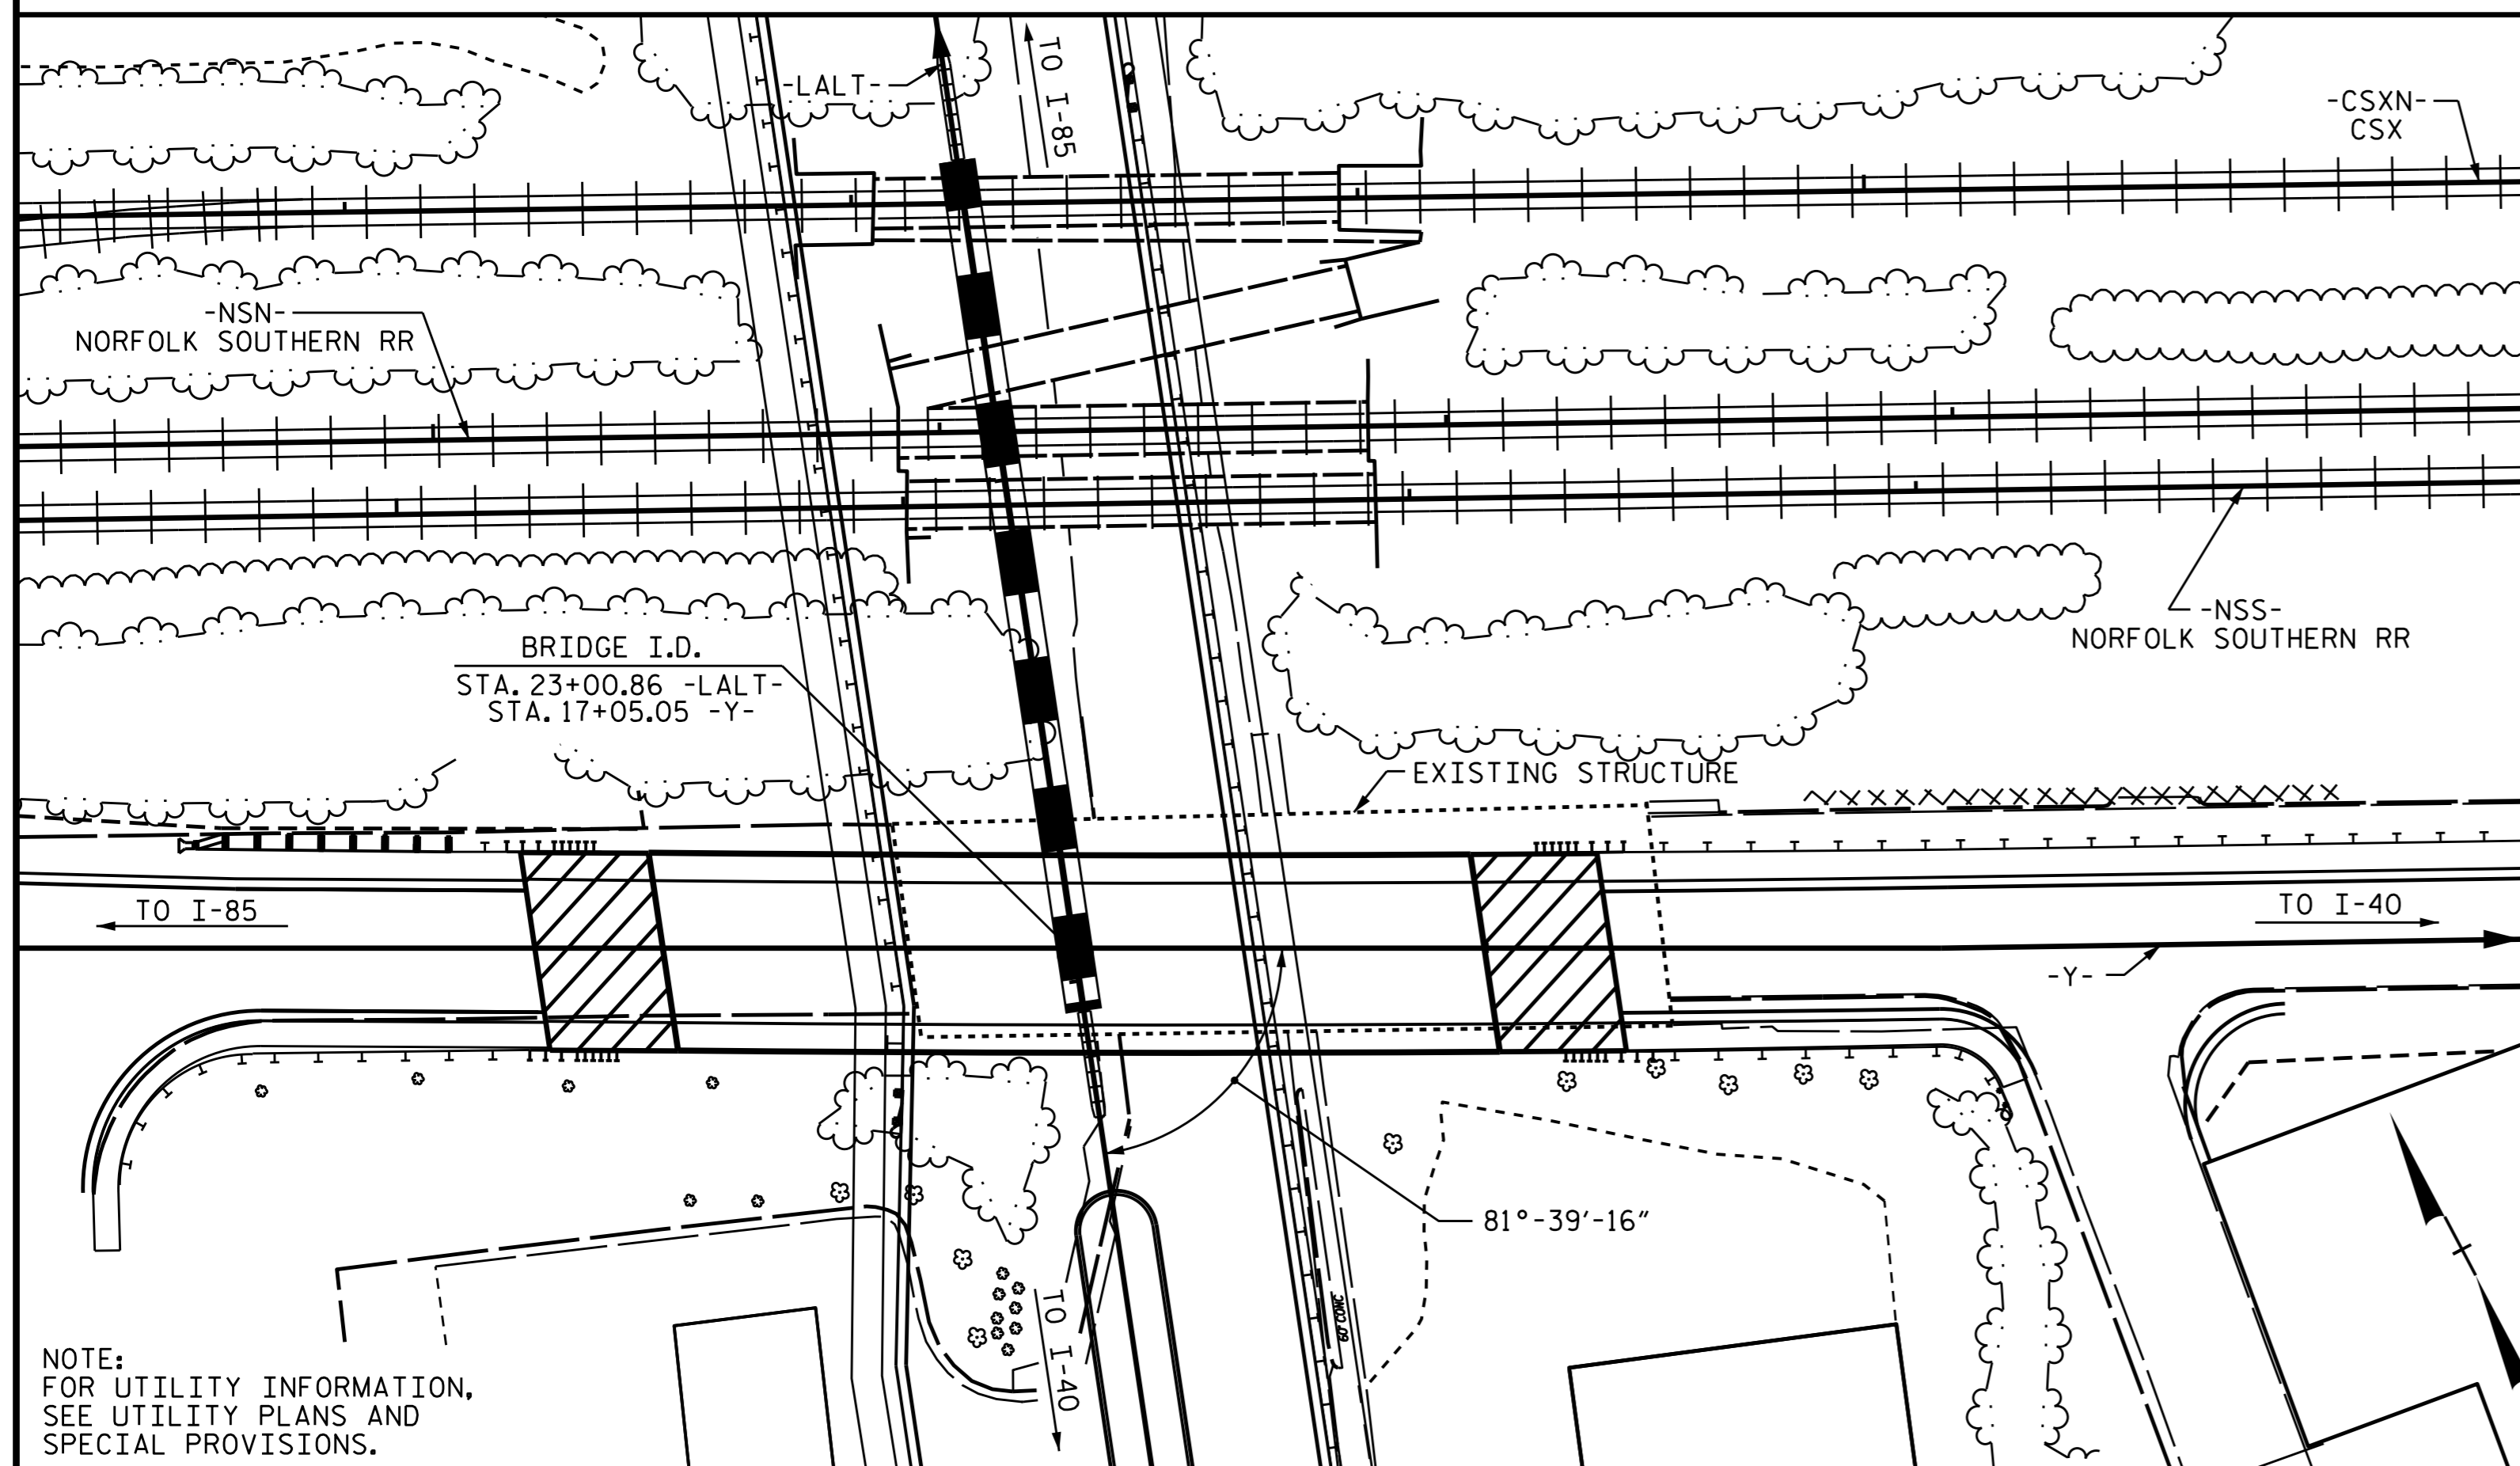 -LALT-
TO I-85
-CSXN-
CSX
-NSN-
NORFOLK SOUTHERN RR
-NSS-
NORFOLK SOUTHERN RR
BRIDGE I.D.
STA. 23+00.86 -LALT-
STA. 17+05.05 -Y-
EXISTING STRUCTURE
TO I-85
TO I-40
-Y-
81°-39'-16"
60' CONC
TO I-40
NOTE:
FOR UTILITY INFORMATION,
SEE UTILITY PLANS AND
SPECIAL PROVISIONS.